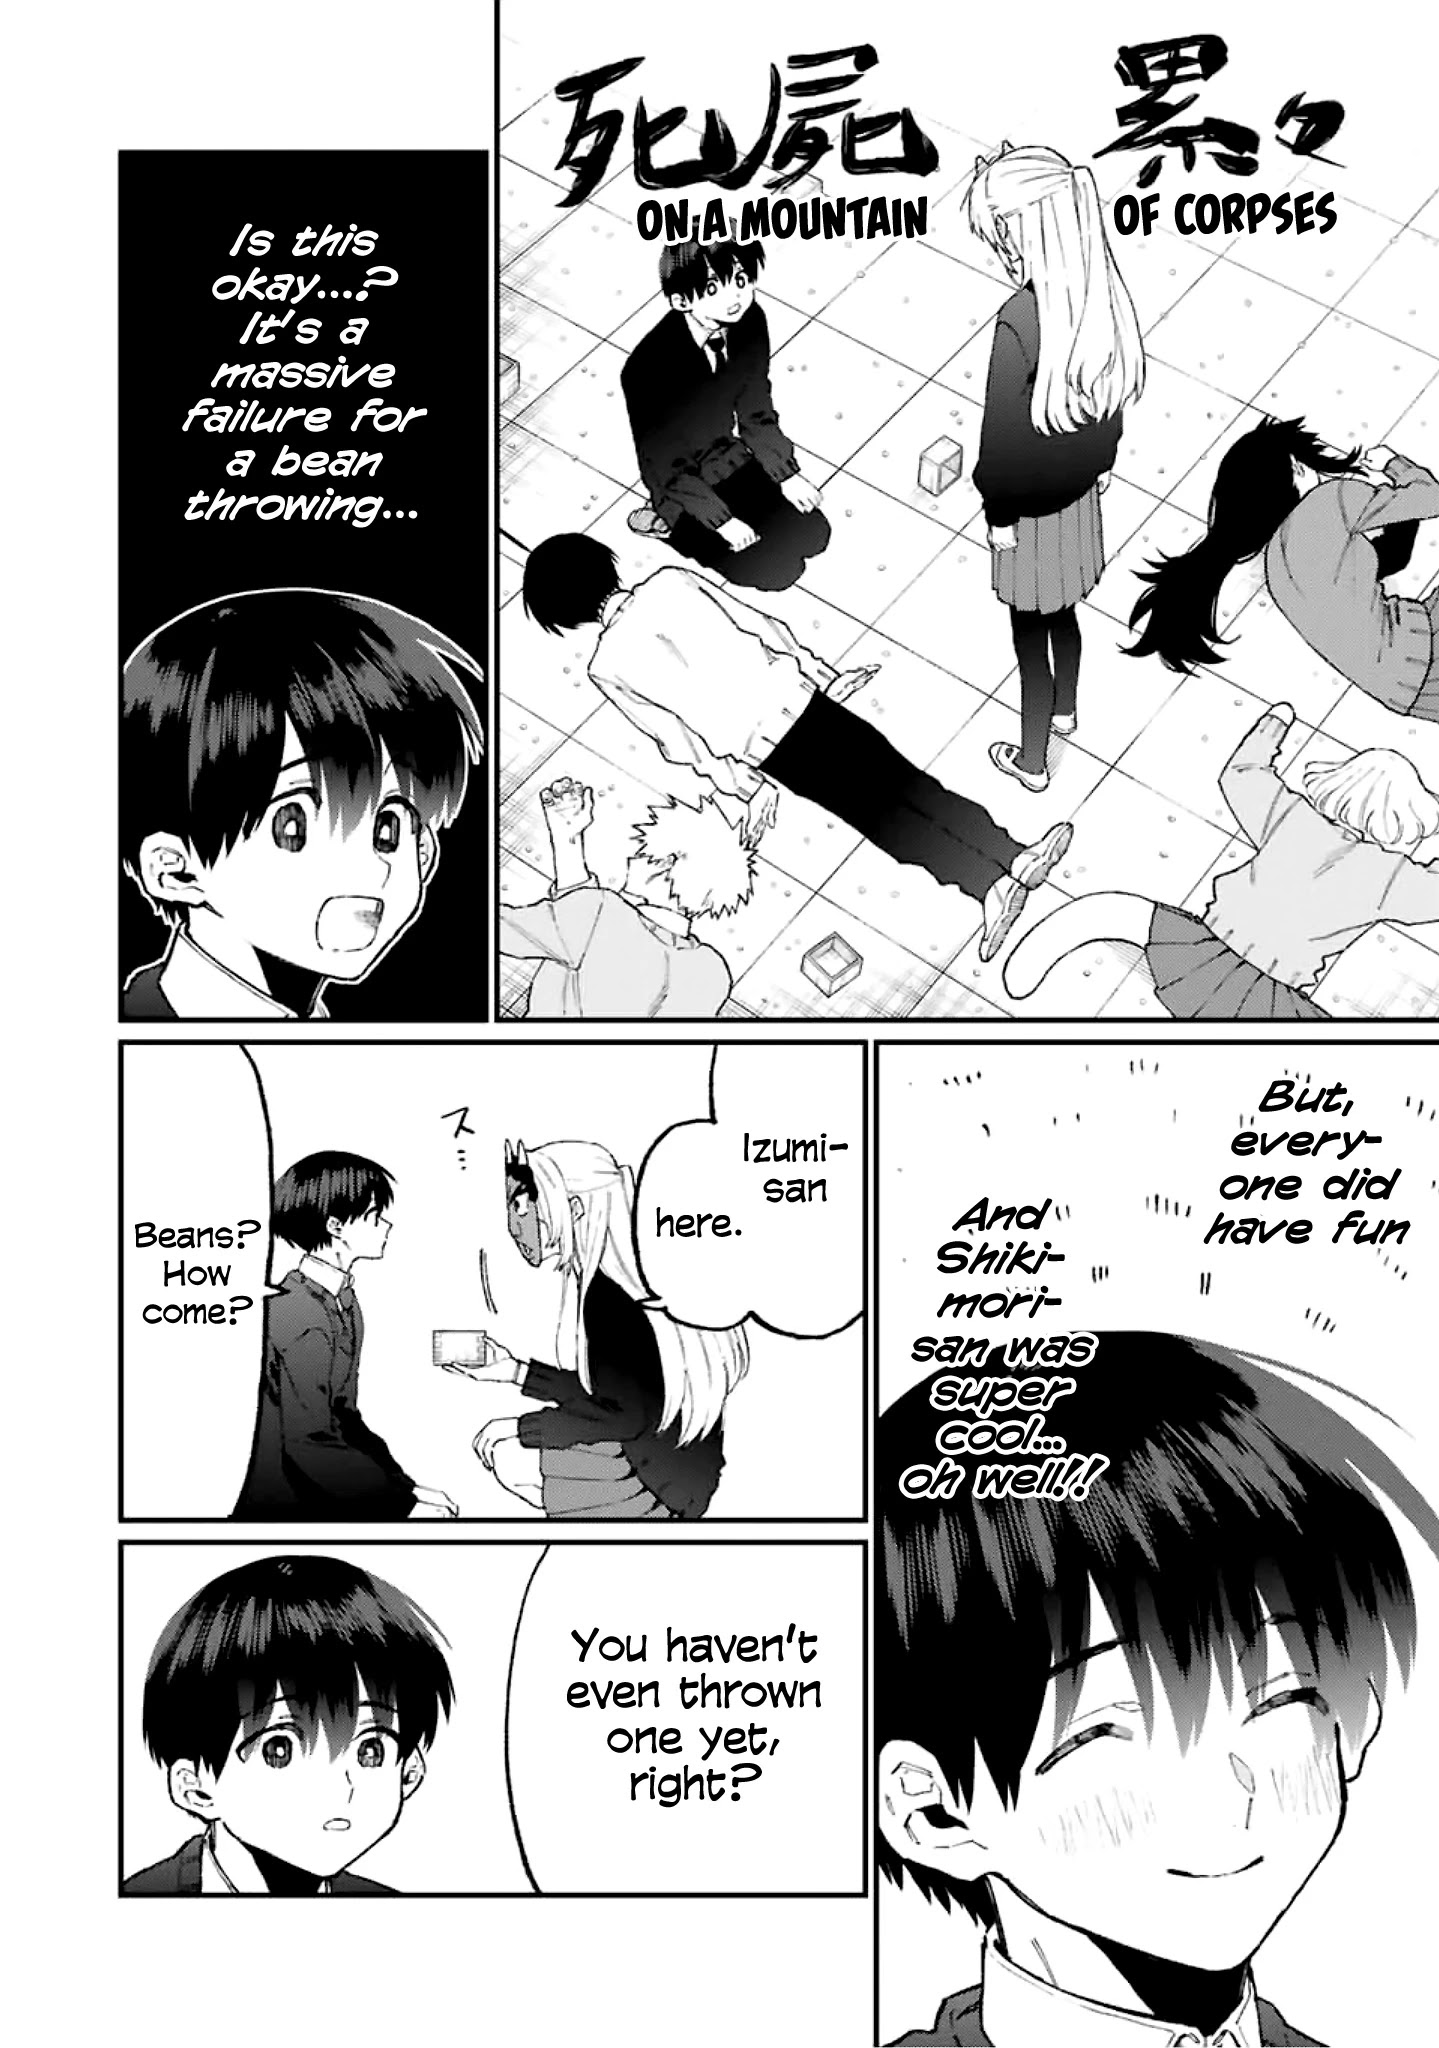 死屍 累々
ON A MOUNTAIN
OF CORPSES
Is this
okay...?
It's a
massive
failure for
a bean
throwing...
But,
every-
one did
have fun
And
Shiki-
mori-
san was
super
cool...
oh well!!
Izumi-
san
here.
ス
Beans?
How
come?
You haven't
even thrown
one yet,
right?